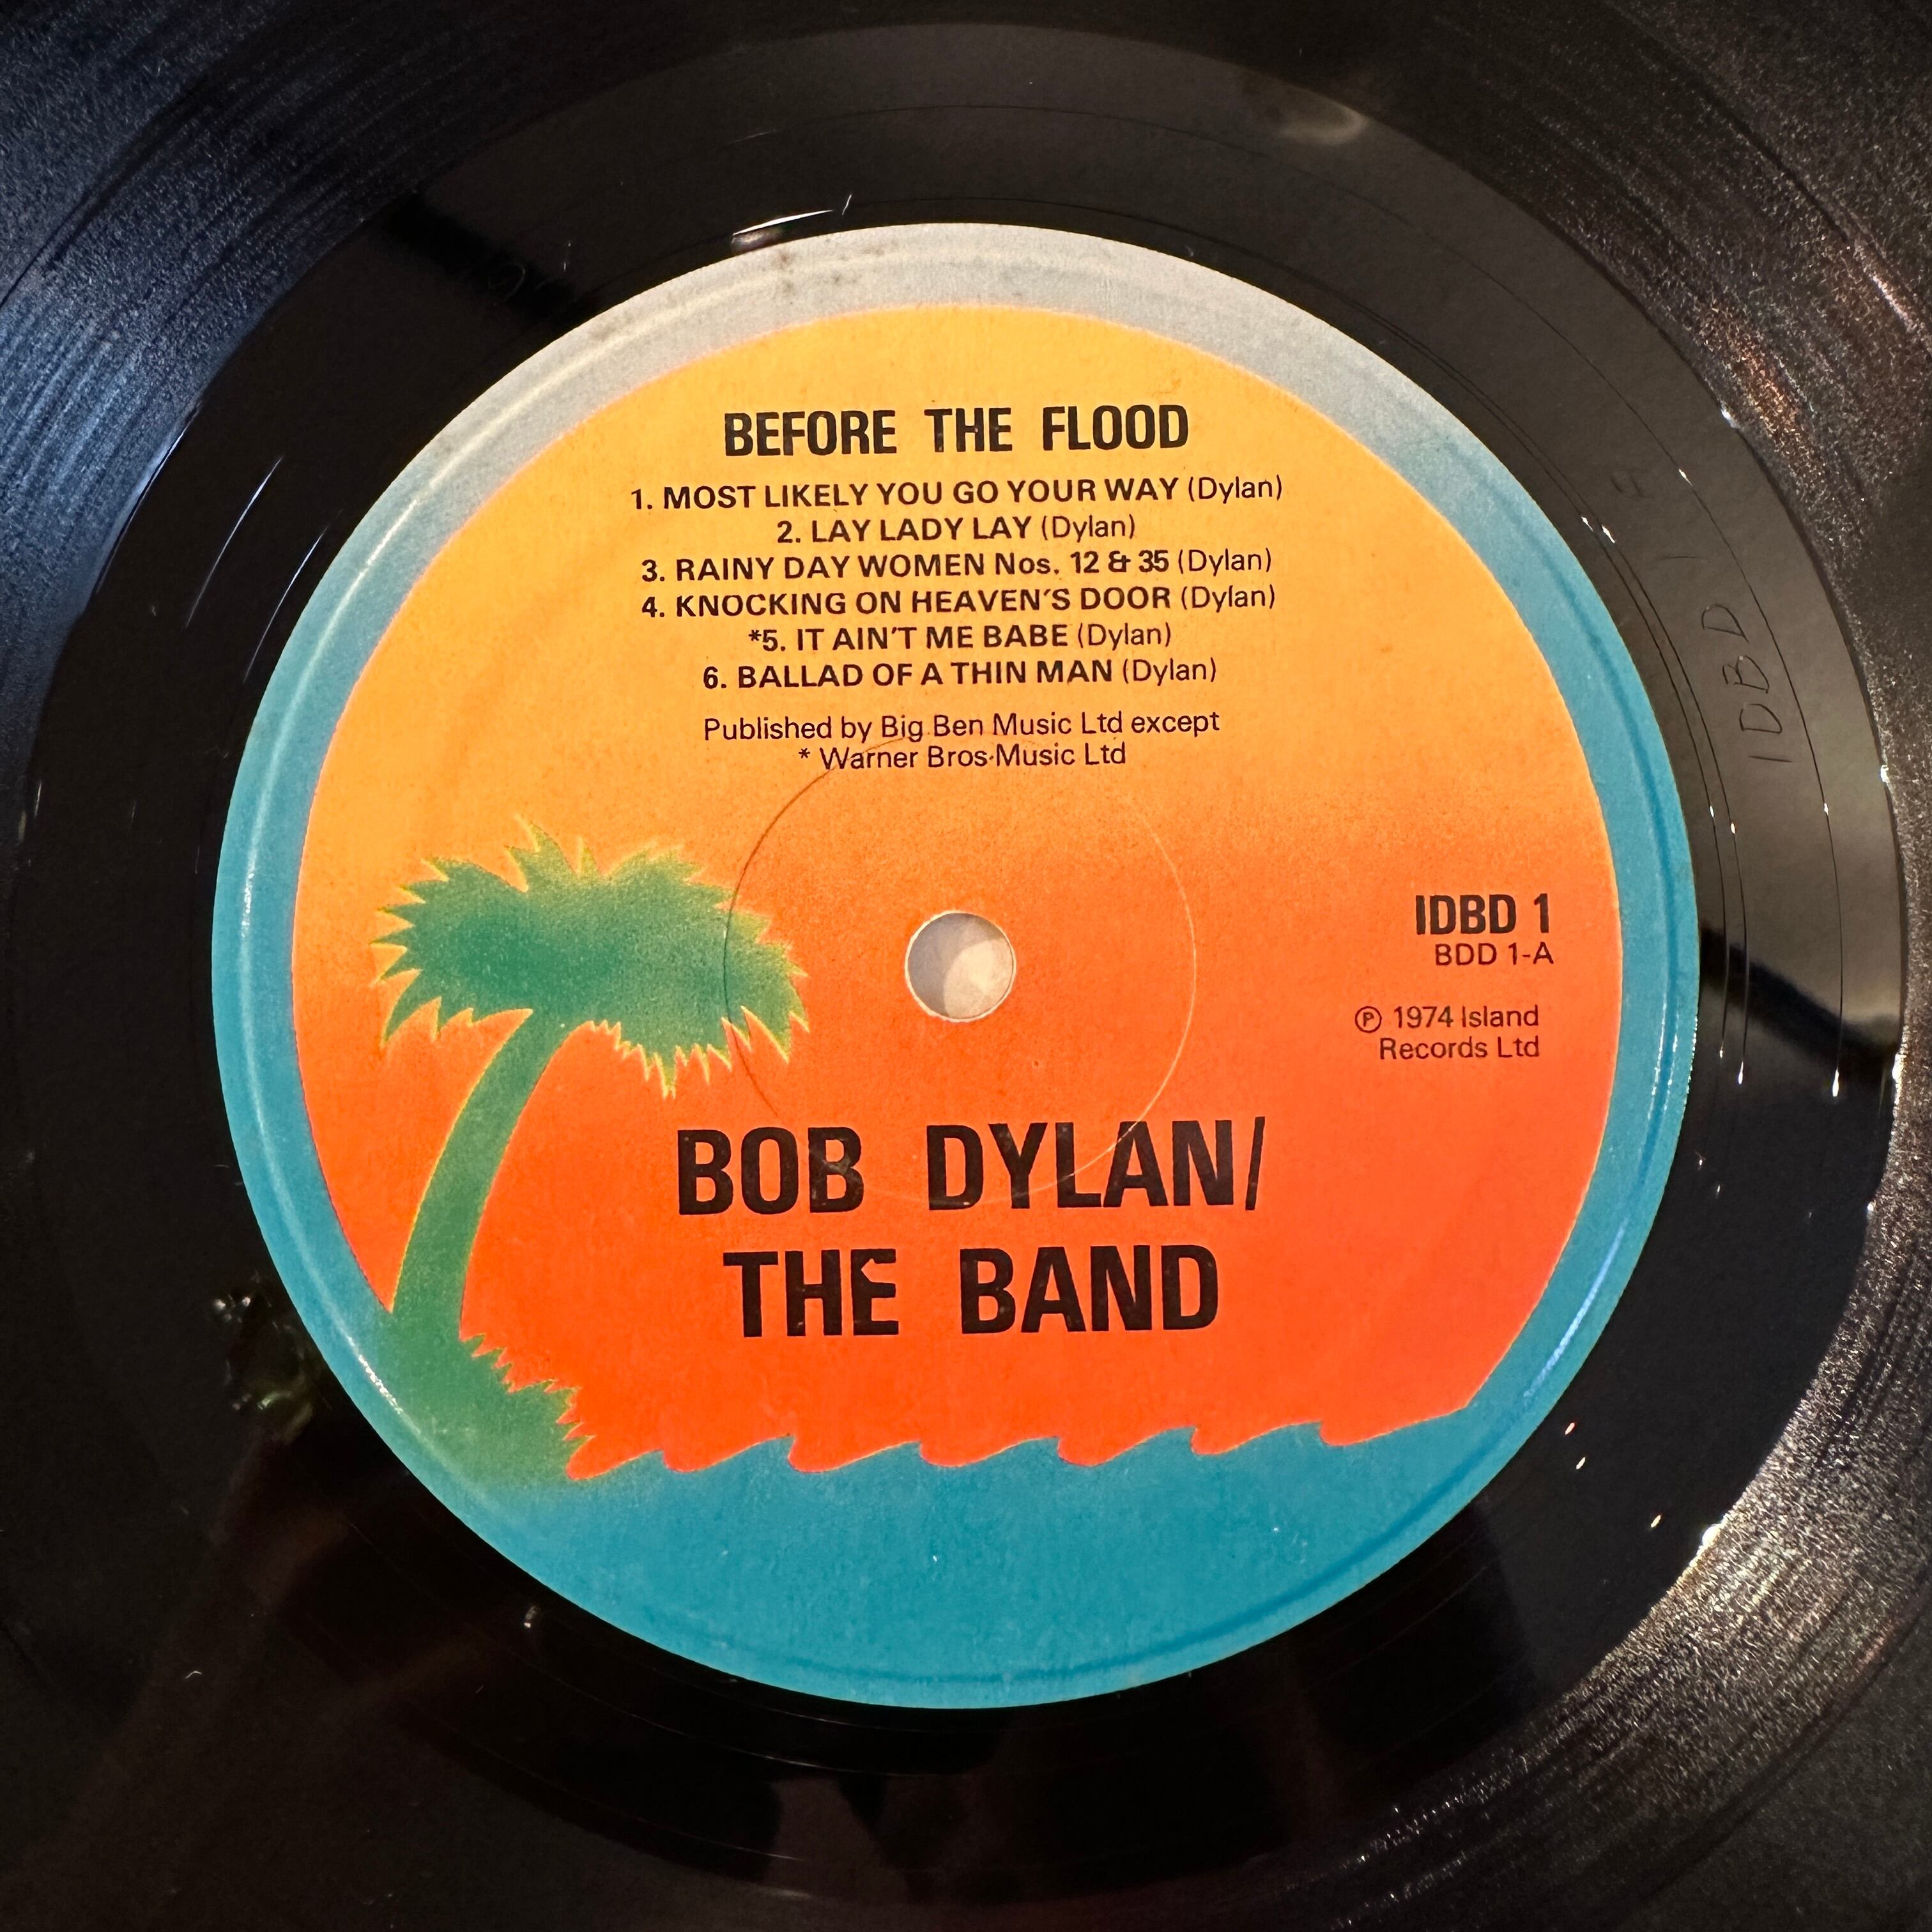 BEFORE THE FLOOD
1. MOST LIKELY YOU GO YOUR WAY (Dylan)
2. LAY LADY LAY (Dylan)
3. RAINY DAY WOMEN Nos. 12 & 35 (Dylan)
4. KNOCKING ON HEAVEN'S DOOR (Dylan)
*5. IT AIN'T ME BABE (Dylan)
6. BALLAD OF A THIN MAN (Dylan)
Published by Big Ben Music Ltd except
* Warner Bros·Music Ltd
IDBD 1
BDD 1-A
℗ 1974 Island
Records Ltd
BOB DYLAN/
THE BAND
IDBD